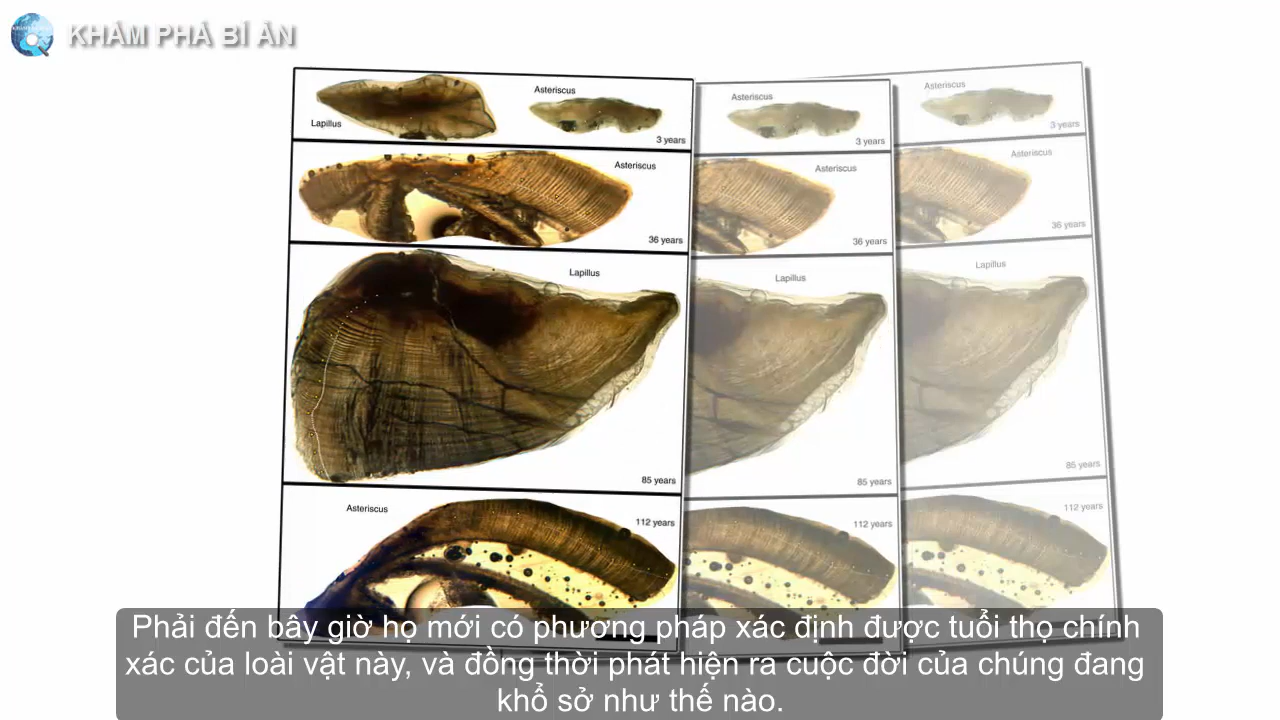 KHÁM PHÁ BÍ ẨN
Asteriscus
Lapillus
3 years
Asteriscus
36 years
Lapillus
85 years
Asteriscus
112 years
Asteriscus
3 years
Asteriscus
36 years
Lapillus
85 years
112 years
Asteriscus
3 years
Asteriscus
36 years
Lapillus
85 years
112 years
Phải đến bây giờ họ mới có phương pháp xác định được tuổi thọ chính
xác của loài vật này, và đồng thời phát hiện ra cuộc đời của chúng đang
khổ sở như thế nào.